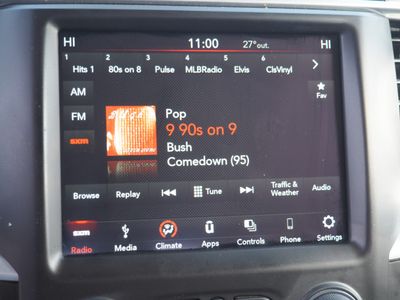 HI 11:00 27°out. HI
1 2 3 4 5 6
Hits 1 80s on 8 Pulse MLBRadio Elvis ClsVinyl
AM
Fav
FM
sxm
Pop
9 90s on 9
Bush
Comedown (95)
Browse Replay Tune Traffic & Weather Audio
sxm
Radio Media Climate Apps Controls Phone Settings